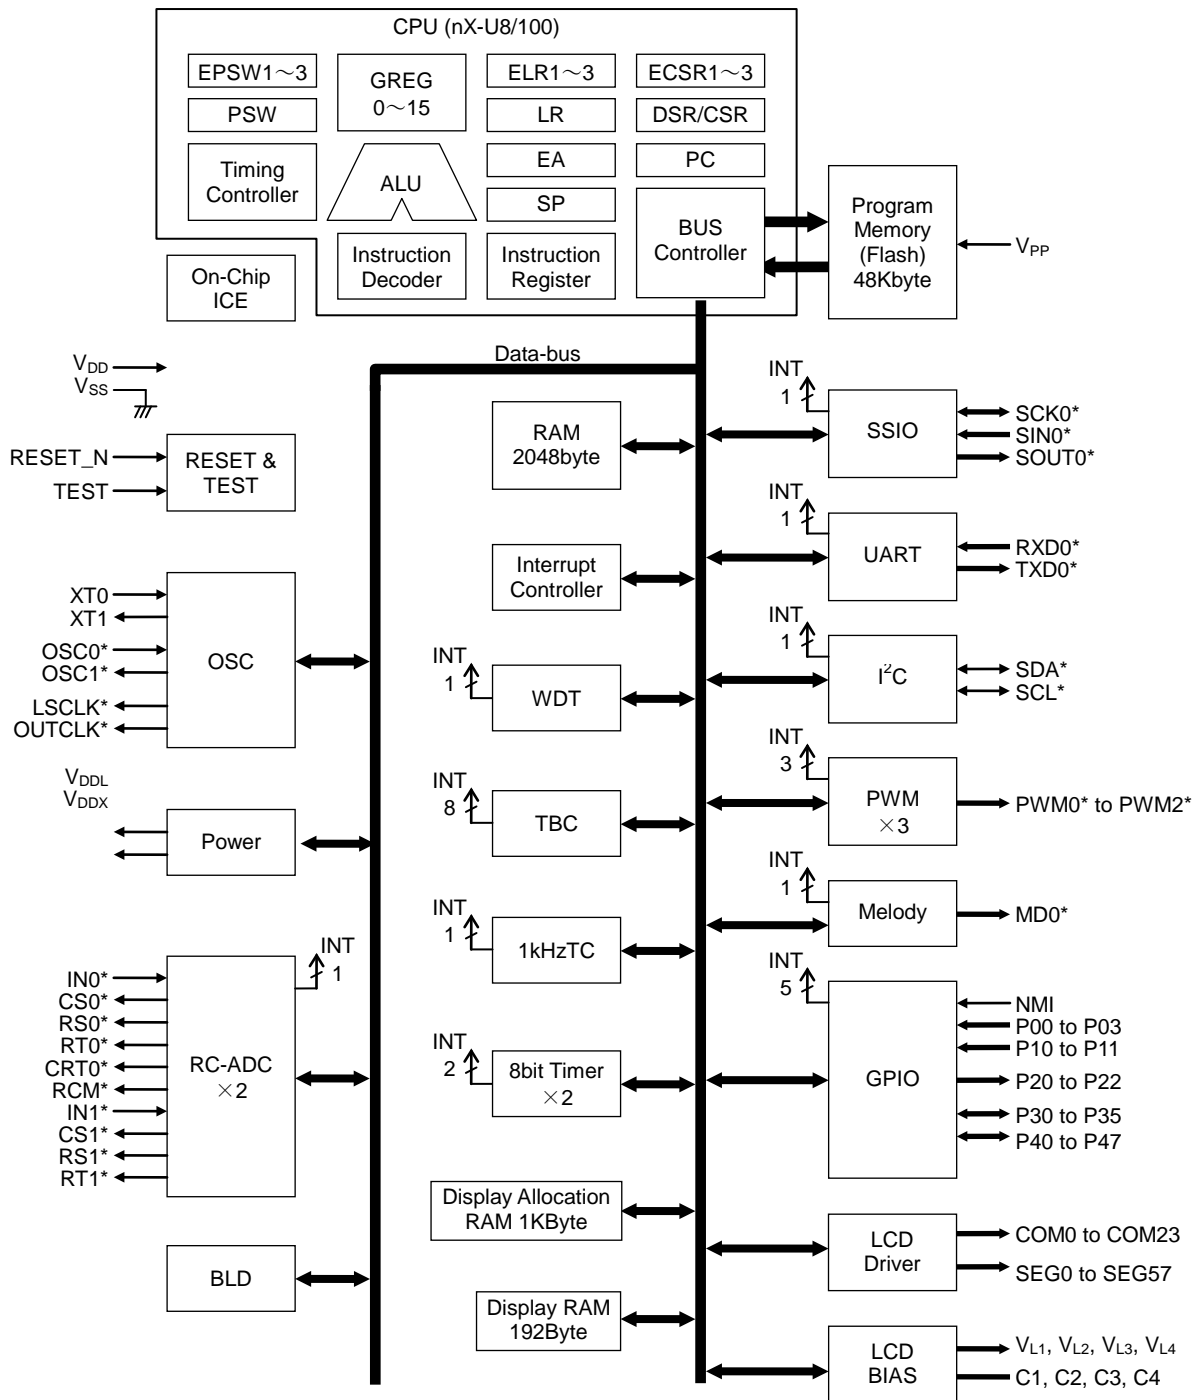 CPU (nX-U8/100)
EPSW1～3
GREG
0～15
ELR1～3
ECSR1～3
PSW
LR
DSR/CSR
Timing
Controller
ALU
EA
PC
SP
BUS
Controller
Instruction
Decoder
Instruction
Register
On-Chip
ICE
Program
Memory
(Flash)
48Kbyte
VPP
Data-bus
VDD
VSS
RESET_N
TEST
RESET &
TEST
XT0
XT1
OSC0*
OSC1*
LSCLK*
OUTCLK*
OSC
VDDL
VDDX
Power
IN0*
CS0*
RS0*
RT0*
CRT0*
RCM*
IN1*
CS1*
RS1*
RT1*
RC-ADC
×2
INT
1
BLD
RAM
2048byte
Interrupt
Controller
INT
1
WDT
INT
8
TBC
INT
1
1kHzTC
INT
2
8bit Timer
×2
Display Allocation
RAM 1KByte
Display RAM
192Byte
INT
1
SSIO
SCK0*
SIN0*
SOUT0*
INT
1
UART
RXD0*
TXD0*
INT
1
I²C
SDA*
SCL*
INT
3
PWM
×3
PWM0* to PWM2*
INT
1
Melody
MD0*
INT
5
GPIO
NMI
P00 to P03
P10 to P11
P20 to P22
P30 to P35
P40 to P47
LCD
Driver
COM0 to COM23
SEG0 to SEG57
LCD
BIAS
VL1, VL2, VL3, VL4
C1, C2, C3, C4